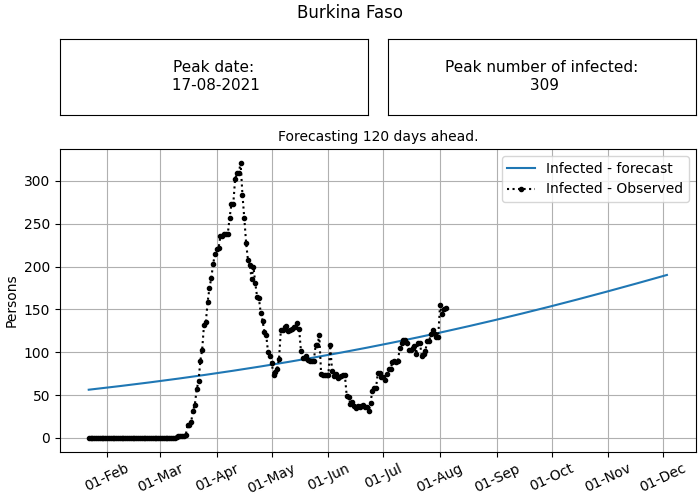 Burkina Faso
Peak date:
17-08-2021
Peak number of infected:
309
Forecasting 120 days ahead.
Infected - forecast
Infected - Observed
Persons
300
250
200
150
100
50
0
01-Feb
01-Mar
01-Apr
01-May
01-Jun
01-Jul
01-Aug
01-Sep
01-Oct
01-Nov
01-Dec